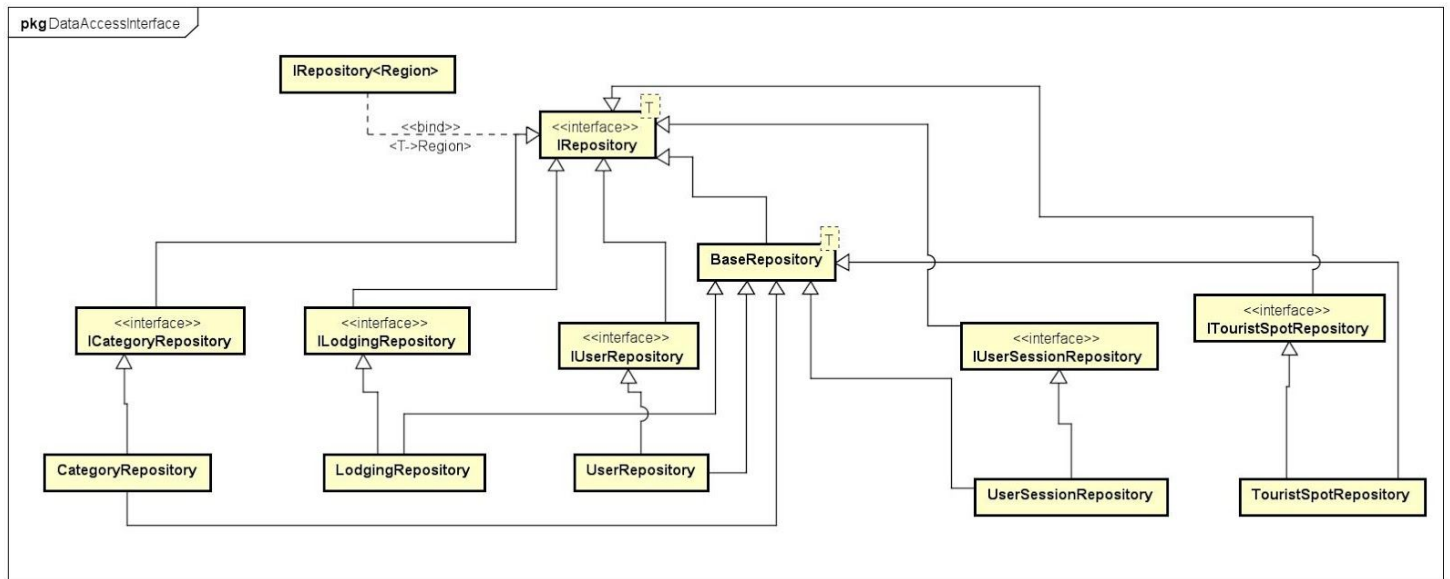 pkg DataAccessInterface
IRepository<Region>
T
<<bind>>
<T->Region>
<<interface>>
IRepository
T
BaseRepository
<<interface>>
ICategoryRepository
<<interface>>
ILodgingRepository
<<interface>>
IUserRepository
<<interface>>
IUserSessionRepository
<<interface>>
ITouristSpotRepository
CategoryRepository
LodgingRepository
UserRepository
UserSessionRepository
TouristSpotRepository